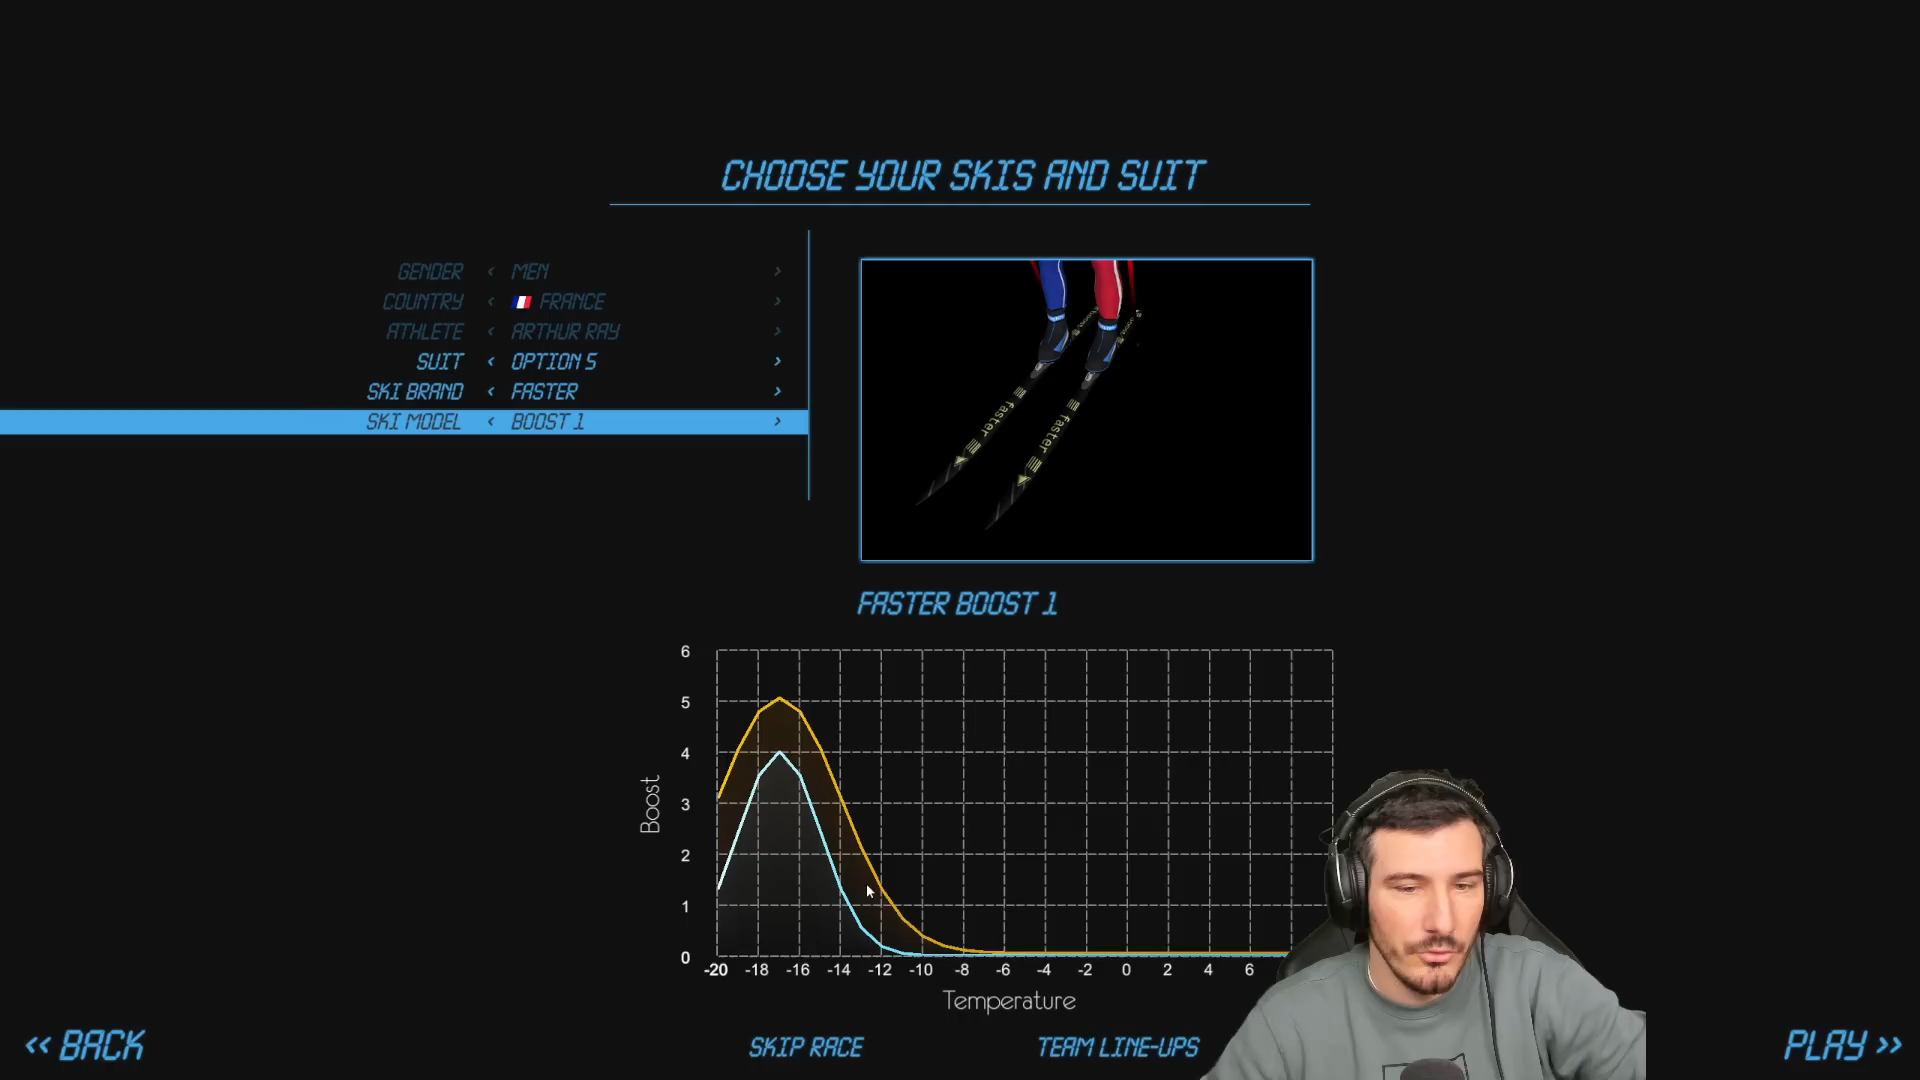 CHOOSE YOUR SKIS AND SUIT
GENDER < MEN >
COUNTRY < FRANCE >
ATHLETE < ARTHUR RAY
SUIT < OPTION 5 >
SKI BRAND < FASTER >
SKI MODEL < BOOST 1 >
faster
faster
FASTER BOOST 1
6
5
4
3
2
1
0
Boost
-20 -18 -16 -14 -12 -10 -8 -6 -4 -2 0 2 4 6
Temperature
<< BACK
SKIP RACE
TEAM LINE-UPS
PLAY >>